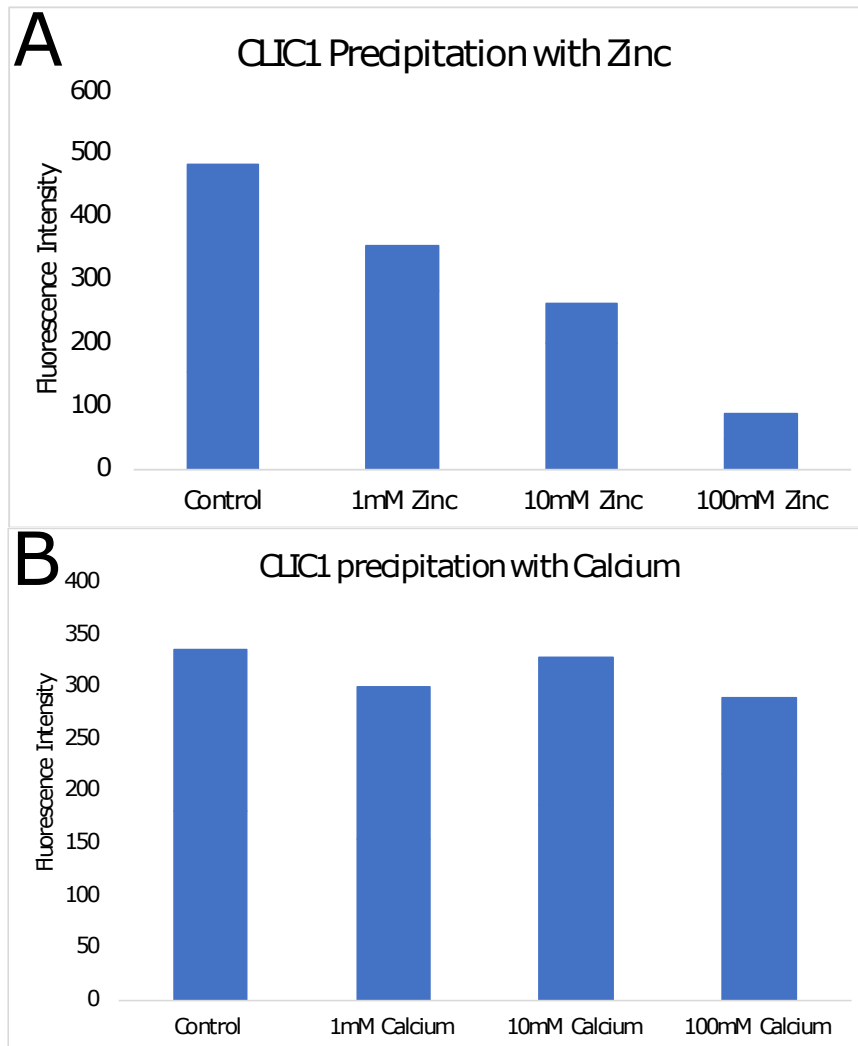 A
CLIC1 Precipitation with Zinc
600
500
400
300
200
100
0
Fluorescence Intensity
Control
1mM Zinc
10mM Zinc
100mM Zinc
B
CLIC1 precipitation with Calcium
400
350
300
250
200
150
100
50
0
Fluorescence Intensity
Control
1mM Calcium
10mM Calcium
100mM Calcium